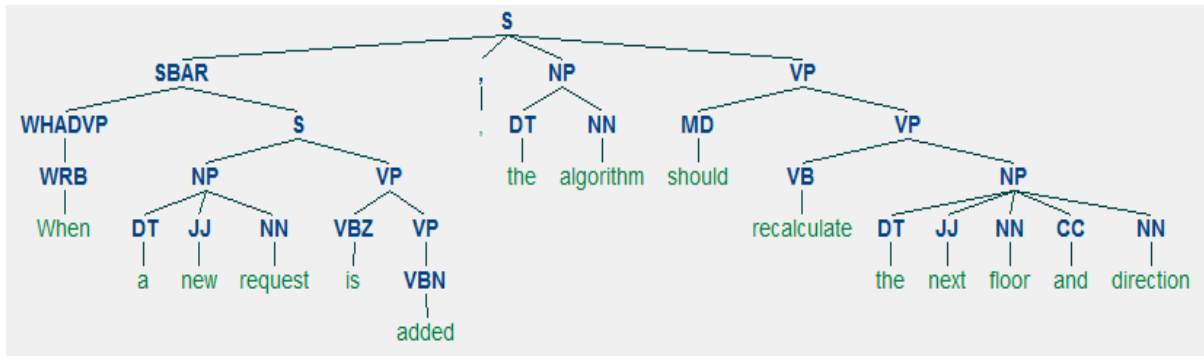 S
SBAR , NP VP
WHADVP S , DT NN MD VP
WRB NP VP the algorithm should VB NP
When DT JJ NN VBZ VP recalculate DT JJ NN CC NN
a new request is VBN the next floor and direction
added